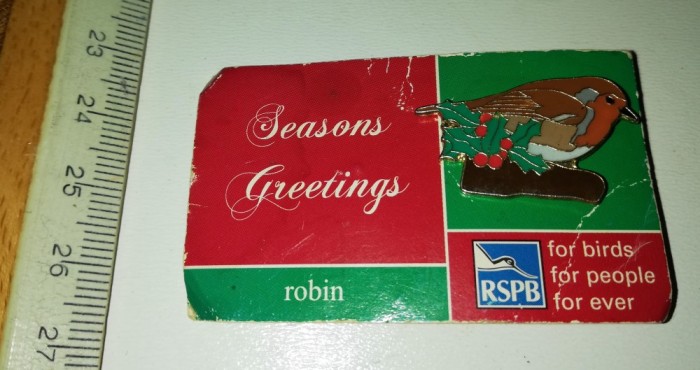 23
24
25
26
27
Seasons
Greetings
robin
RSPB
for birds
for people
for ever